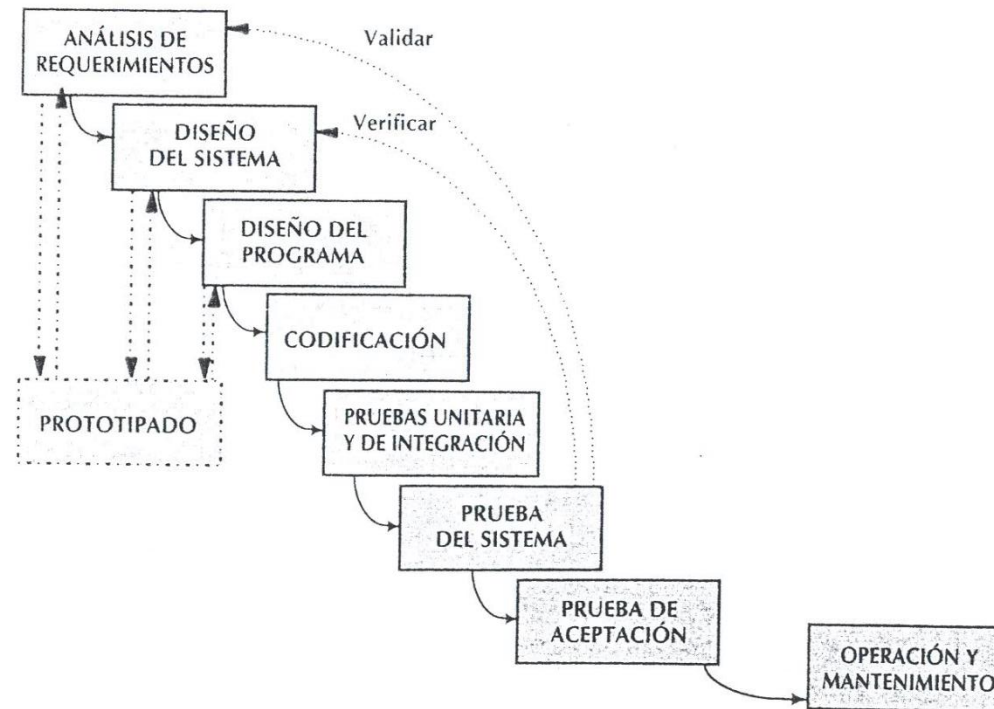 ANÁLISIS DE
REQUERIMIENTOS
Validar
DISEÑO
DEL SISTEMA
Verificar
DISEÑO DEL
PROGRAMA
CODIFICACIÓN
PROTOTIPADO
PRUEBAS UNITARIA
Y DE INTEGRACIÓN
PRUEBA
DEL SISTEMA
PRUEBA DE
ACEPTACIÓN
OPERACIÓN Y
MANTENIMIENTO